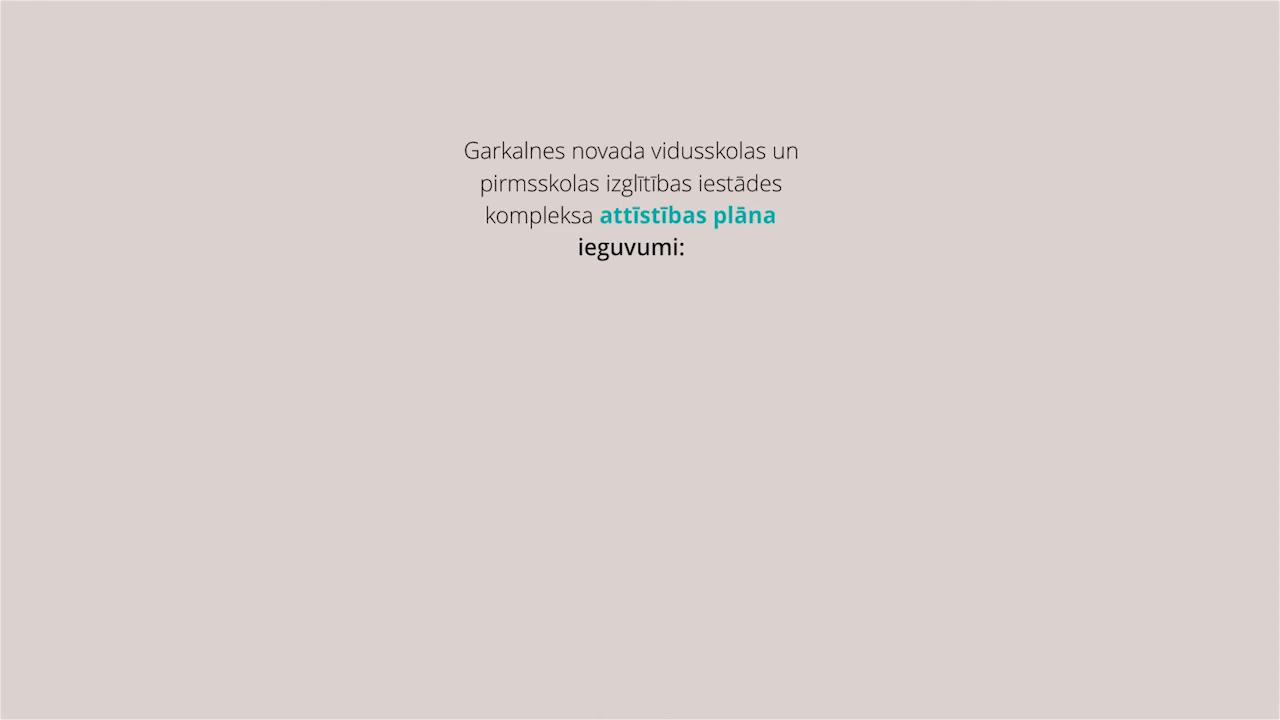 Garkalnes novada vidusskolas un
pirmsskolas izglītības iestādes
kompleksa attīstības plāna
ieguvumi: